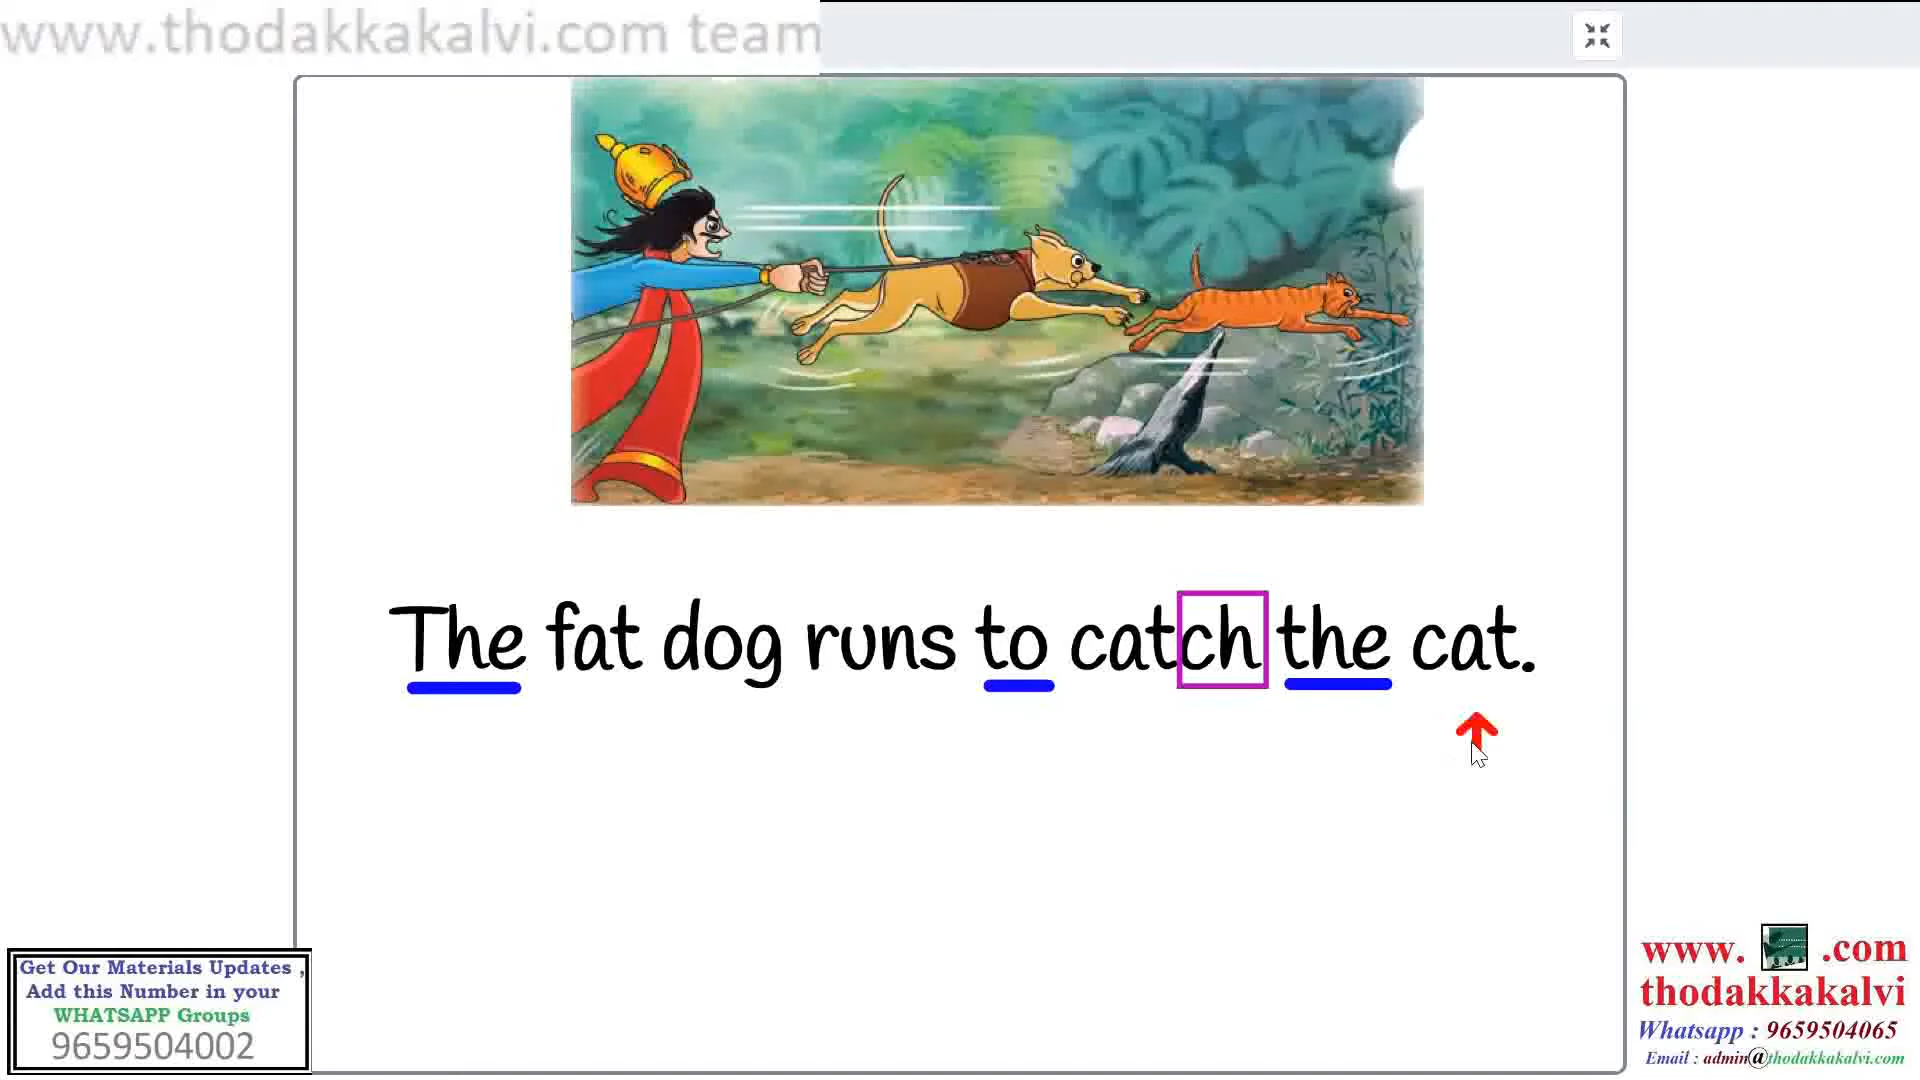 www.thodakkakalvi.com team
The fat dog runs to catch the cat.
Get Our Materials Updates ,
Add this Number in your
WHATSAPP Groups
9659504002
www. .com
thodakkakalvi
Whatsapp : 9659504065
Email : admin@thodakkakalvi.com